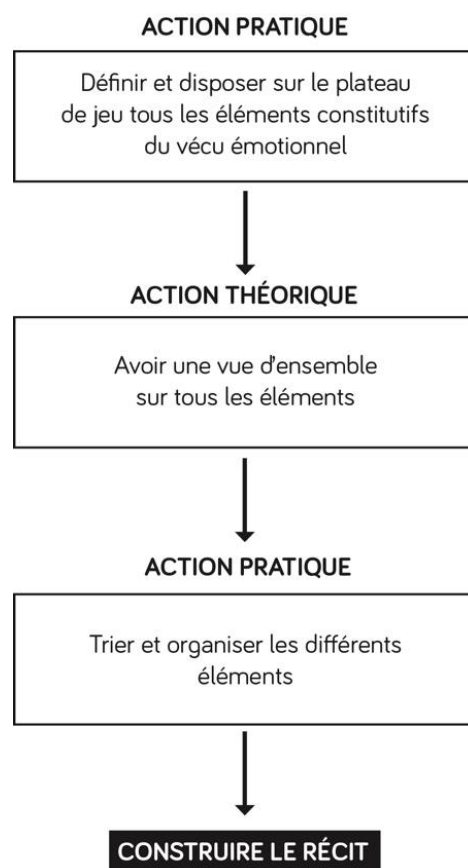 ACTION PRATIQUE
Définir et disposer sur le plateau
de jeu tous les éléments constitutifs
du vécu émotionnel
ACTION THÉORIQUE
Avoir une vue d'ensemble
sur tous les éléments
ACTION PRATIQUE
Trier et organiser les différents
éléments
CONSTRUIRE LE RÉCIT